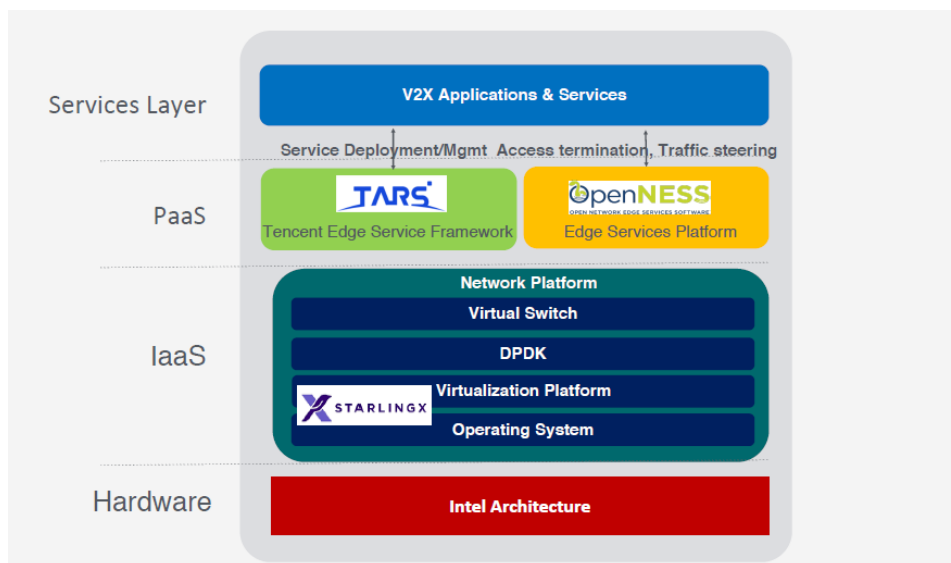 Services Layer
V2X Applications & Services
Service Deployment/Mgmt Access termination, Traffic steering
PaaS
TARS
Tencent Edge Service Framework
OpenNESS
OPEN NETWORK EDGE SERVICES SOFTWARE
Edge Services Platform
IaaS
Network Platform
Virtual Switch
DPDK
Virtualization Platform
STARLINGX
Operating System
Hardware
Intel Architecture